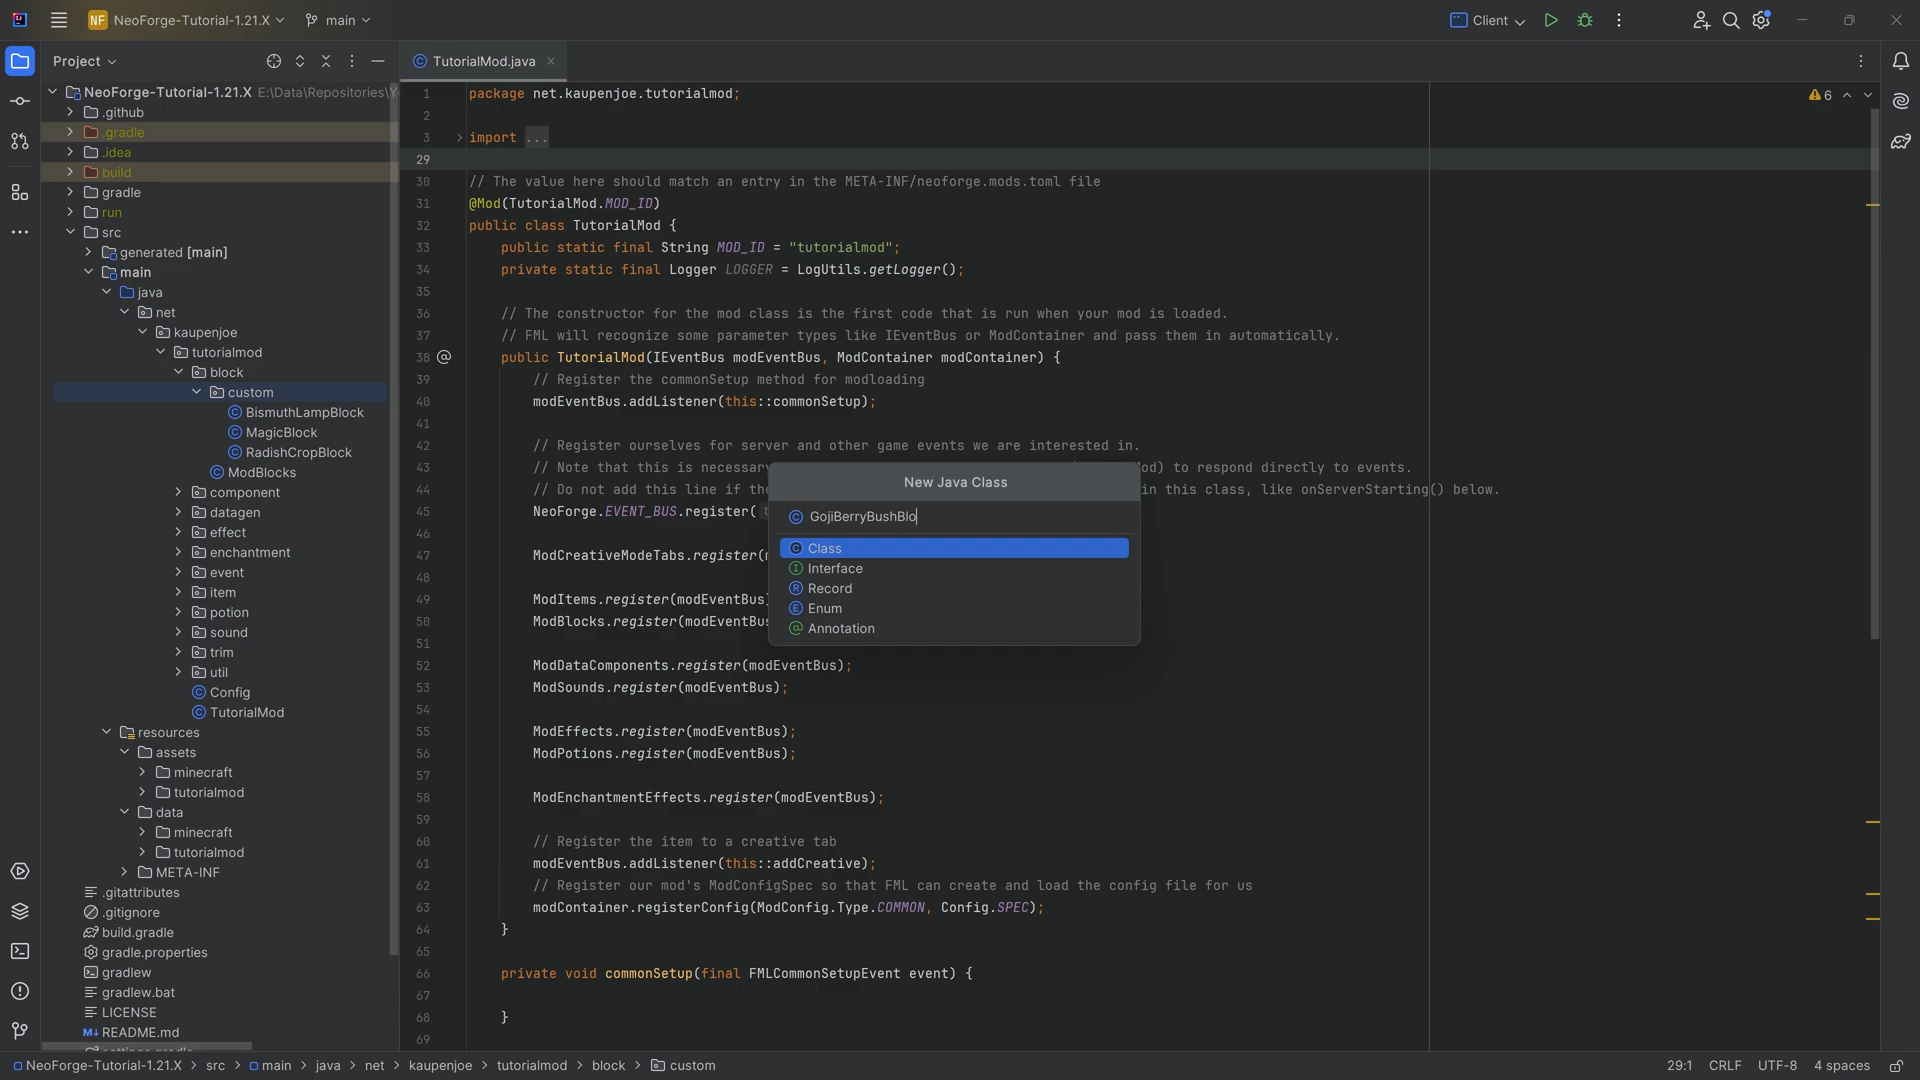 NF NeoForge-Tutorial-1.21.X main Client
Project
TutorialMod.java
NeoForge-Tutorial-1.21.X E:\Data\Repositories\
.github
.gradle
.idea
build
gradle
run
src
generated [main]
main
java
net
kaupenjoe
tutorialmod
block
custom
BismuthLampBlock
MagicBlock
RadishCropBlock
ModBlocks
component
datagen
effect
enchantment
event
item
potion
sound
trim
util
Config
TutorialMod
resources
assets
minecraft
tutorialmod
data
minecraft
tutorialmod
META-INF
.gitattributes
.gitignore
build.gradle
gradle.properties
gradlew
gradlew.bat
LICENSE
M↓ README.md
6
1 package net.kaupenjoe.tutorialmod;
2
3 import ...
29
30 // The value here should match an entry in the META-INF/neoforge.mods.toml file
31 @Mod(TutorialMod.MOD_ID)
32 public class TutorialMod {
33 public static final String MOD_ID = "tutorialmod";
34 private static final Logger LOGGER = LogUtils.getLogger();
35
36 // The constructor for the mod class is the first code that is run when your mod is loaded.
37 // FML will recognize some parameter types like IEventBus or ModContainer and pass them in automatically.
38 public TutorialMod(IEventBus modEventBus, ModContainer modContainer) {
39 // Register the commonSetup method for modloading
40 modEventBus.addListener(this::commonSetup);
41
42 // Register ourselves for server and other game events we are interested in.
43 // Note that this is necessary od) to respond directly to events.
44 // Do not add this line if the in this class, like onServerStarting() below.
45 NeoForge.EVENT_BUS.register(
46
47 ModCreativeModeTabs.register(
48
49 ModItems.register(modEventBus)
50 ModBlocks.register(modEventBus
51
52 ModDataComponents.register(modEventBus);
53 ModSounds.register(modEventBus);
54
55 ModEffects.register(modEventBus);
56 ModPotions.register(modEventBus);
57
58 ModEnchantmentEffects.register(modEventBus);
59
60 // Register the item to a creative tab
61 modEventBus.addListener(this::addCreative);
62 // Register our mod's ModConfigSpec so that FML can create and load the config file for us
63 modContainer.registerConfig(ModConfig.Type.COMMON, Config.SPEC);
64 }
65
66 private void commonSetup(final FMLCommonSetupEvent event) {
67
68 }
69
New Java Class
GojiBerryBushBlo
Class
Interface
Record
Enum
Annotation
NeoForge-Tutorial-1.21.X > src > main > java > net > kaupenjoe > tutorialmod > block > custom
29:1 CRLF UTF-8 4 spaces